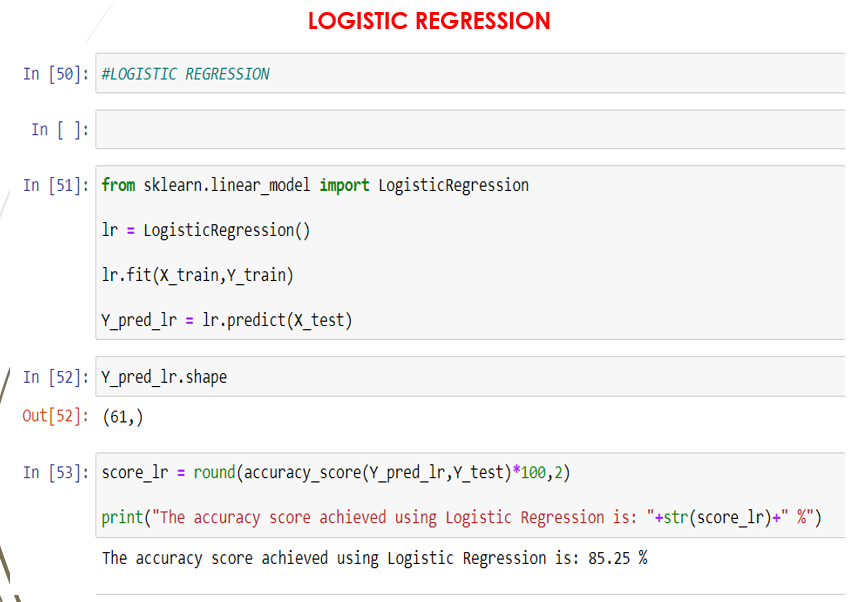 LOGISTIC REGRESSION
In [50]: #LOGISTIC REGRESSION
In [ ]:
In [51]: from sklearn.linear_model import LogisticRegression
lr = LogisticRegression()
lr.fit(X_train,Y_train)
Y_pred_lr = lr.predict(X_test)
In [52]: Y_pred_lr.shape
Out[52]: (61,)
In [53]: score_lr = round(accuracy_score(Y_pred_lr,Y_test)*100,2)
print("The accuracy score achieved using Logistic Regression is: "+str(score_lr)+" %")
The accuracy score achieved using Logistic Regression is: 85.25 %